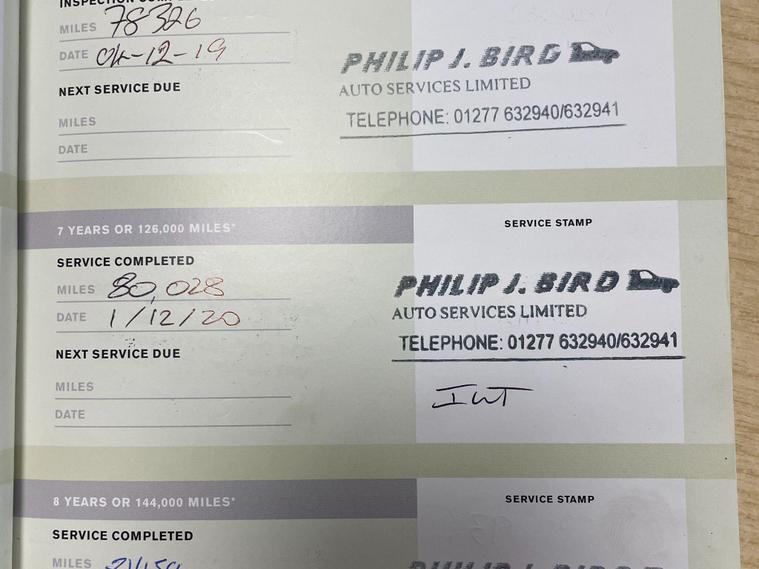 MILES 78326
DATE 04-12-19
NEXT SERVICE DUE
MILES
DATE
PHILIP J. BIRD
AUTO SERVICES LIMITED
TELEPHONE: 01277 632940/632941
7 YEARS OR 126,000 MILES*
SERVICE STAMP
SERVICE COMPLETED
MILES 80,028
DATE 1/12/20
NEXT SERVICE DUE
MILES
DATE
PHILIP J. BIRD
AUTO SERVICES LIMITED
TELEPHONE: 01277 632940/632941
IWT
8 YEARS OR 144,000 MILES*
SERVICE STAMP
SERVICE COMPLETED
MILES